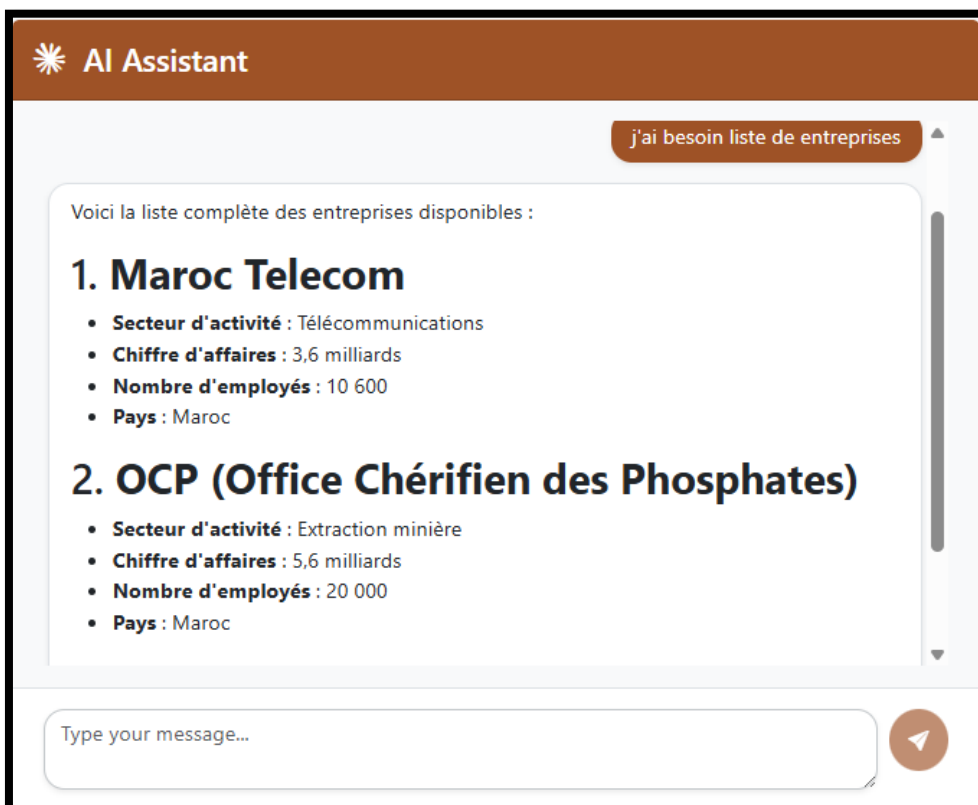 AI Assistant
j'ai besoin liste de entreprises
Voici la liste complète des entreprises disponibles :
1. Maroc Telecom
• Secteur d'activité : Télécommunications
• Chiffre d'affaires : 3,6 milliards
• Nombre d'employés : 10 600
• Pays : Maroc
2. OCP (Office Chérifien des Phosphates)
• Secteur d'activité : Extraction minière
• Chiffre d'affaires : 5,6 milliards
• Nombre d'employés : 20 000
• Pays : Maroc
Type your message...